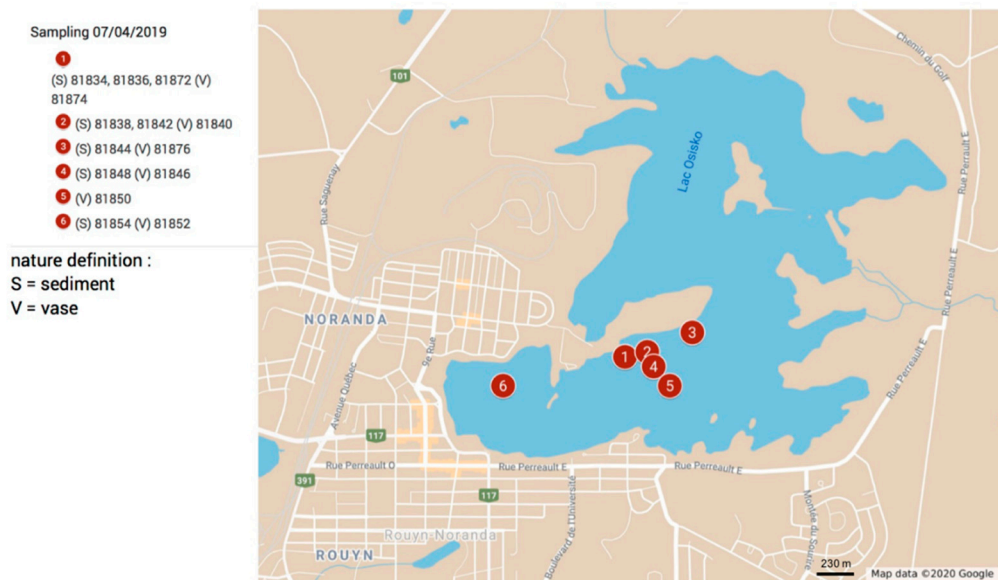 Sampling 07/04/2019
1
(S) 81834, 81836, 81872 (V)
81874
2 (S) 81838, 81842 (V) 81840
3 (S) 81844 (V) 81876
4 (S) 81848 (V) 81846
5 (V) 81850
6 (S) 81854 (V) 81852
nature definition :
S = sediment
V = vase
Chemin du Golf
101
Lac Osisko
Rue Saguenay
Rue Perreault E
NORANDA
9e Rue
Avenue Québec
1
2
3
4
5
6
Rue Perreault E
Rue Perreault E
117
Rue Perreault O
Rue Perreault E
Rue Perreault E
391
117
Boulevard de l'Université
Montée du Sourire
Rouyn-Noranda
ROUYN
230 m
Map data ©2020 Google